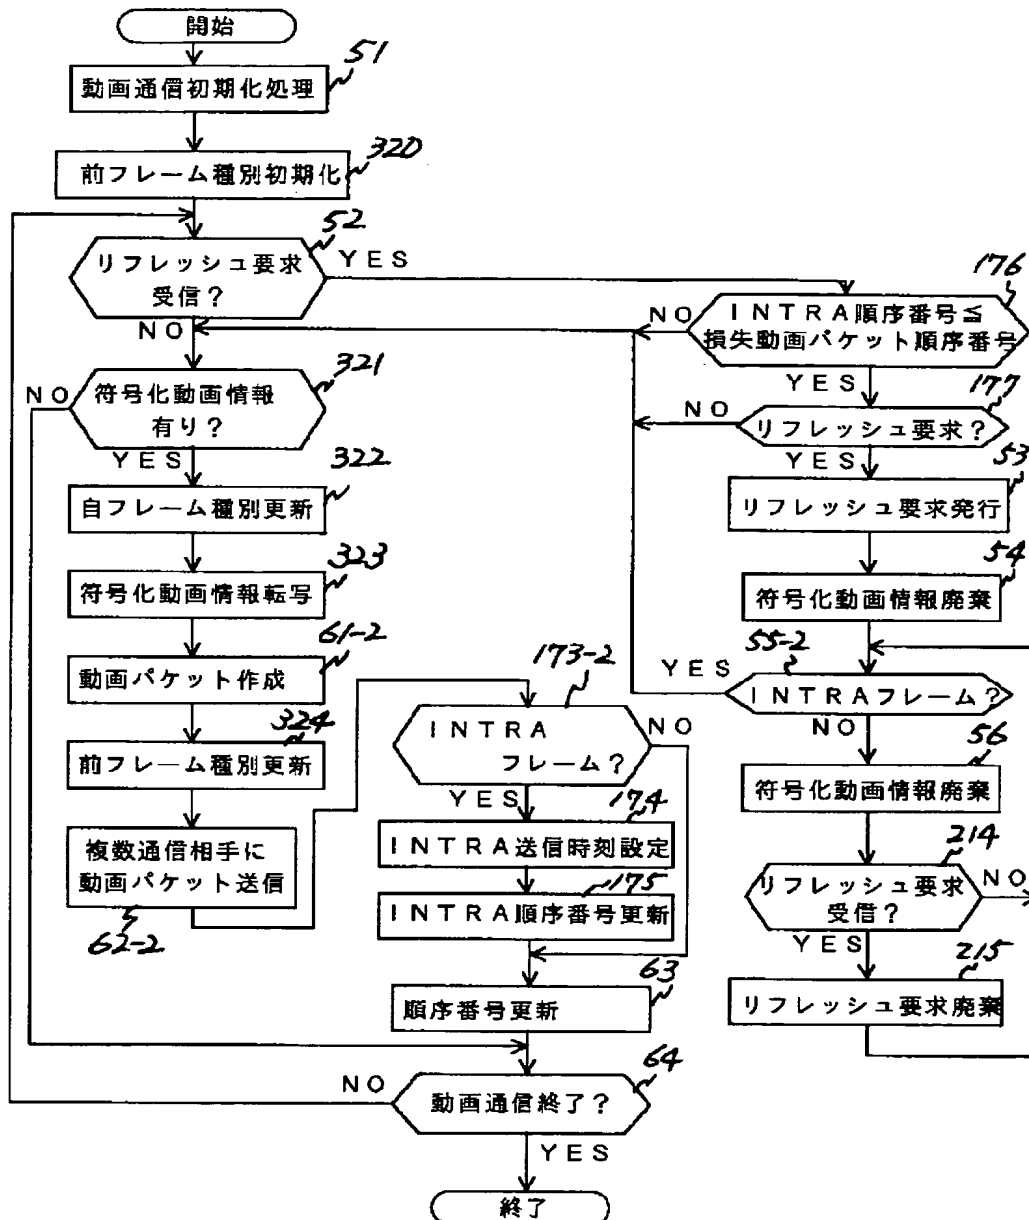 開始
51
動画通信初期化処理
320
前フレーム種別初期化
52
リフレッシュ要求
受信?
YES
NO
176
INTRA順序番号≦
損失動画パケット順序番号
NO
YES
177
リフレッシュ要求?
NO
YES
53
リフレッシュ要求発行
54
符号化動画情報廃棄
55-2
INTRAフレーム?
YES
NO
56
符号化動画情報廃棄
214
リフレッシュ要求
受信?
NO
YES
215
リフレッシュ要求廃棄
321
符号化動画情報
有り?
NO
YES
322
自フレーム種別更新
323
符号化動画情報転写
61-2
動画パケット作成
324
前フレーム種別更新
複数通信相手に
動画パケット送信
62-2
173-2
INTRA
フレーム?
NO
YES
174
INTRA送信時刻設定
175
INTRA順序番号更新
63
順序番号更新
64
動画通信終了?
NO
YES
終了